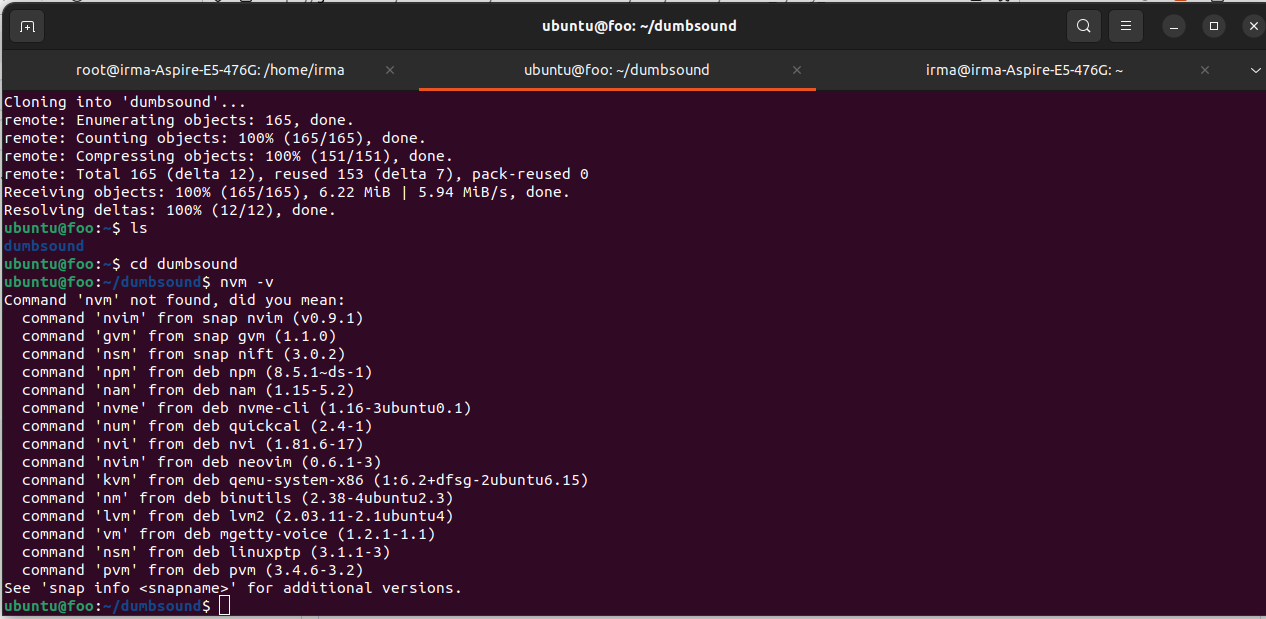 ubuntu@foo: ~/dumbsound
root@irma-Aspire-E5-476G: /home/irma
ubuntu@foo: ~/dumbsound
irma@irma-Aspire-E5-476G: ~
Cloning into 'dumbsound'...
remote: Enumerating objects: 165, done.
remote: Counting objects: 100% (165/165), done.
remote: Compressing objects: 100% (151/151), done.
remote: Total 165 (delta 12), reused 153 (delta 7), pack-reused 0
Receiving objects: 100% (165/165), 6.22 MiB | 5.94 MiB/s, done.
Resolving deltas: 100% (12/12), done.
ubuntu@foo:~$ ls
dumbsound
ubuntu@foo:~$ cd dumbsound
ubuntu@foo:~/dumbsound$ nvm -v
Command 'nvm' not found, did you mean:
  command 'nvim' from snap nvim (v0.9.1)
  command 'gvm' from snap gvm (1.1.0)
  command 'nsm' from snap nift (3.0.2)
  command 'npm' from deb npm (8.5.1~ds-1)
  command 'nam' from deb nam (1.15-5.2)
  command 'nvme' from deb nvme-cli (1.16-3ubuntu0.1)
  command 'num' from deb quickcal (2.4-1)
  command 'nvi' from deb nvi (1.81.6-17)
  command 'nvim' from deb neovim (0.6.1-3)
  command 'kvm' from deb qemu-system-x86 (1:6.2+dfsg-2ubuntu6.15)
  command 'nm' from deb binutils (2.38-4ubuntu2.3)
  command 'lvm' from deb lvm2 (2.03.11-2.1ubuntu4)
  command 'vm' from deb mgetty-voice (1.2.1-1.1)
  command 'nsm' from deb linuxptp (3.1.1-3)
  command 'pvm' from deb pvm (3.4.6-3.2)
See 'snap info <snapname>' for additional versions.
ubuntu@foo:~/dumbsound$